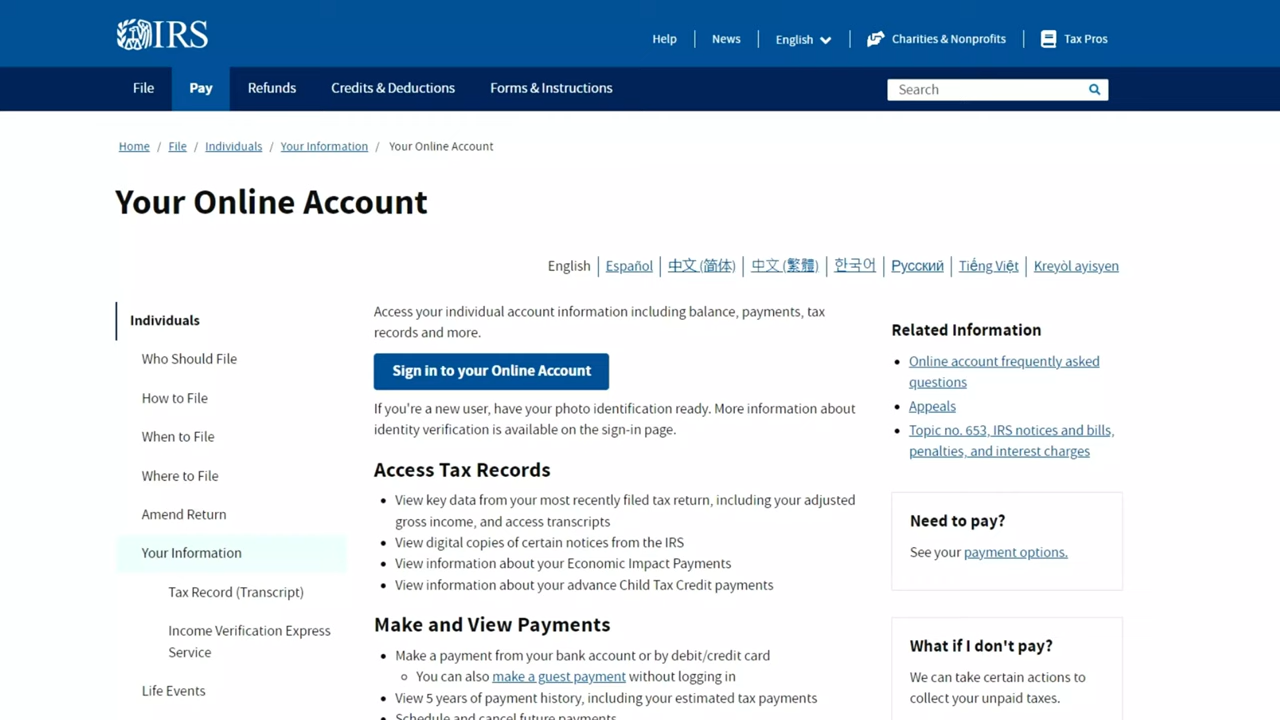 IRS
Help
News
English
Charities & Nonprofits
Tax Pros
File
Pay
Refunds
Credits & Deductions
Forms & Instructions
Search
Home / File / Individuals / Your Information / Your Online Account
Your Online Account
English
Español
中文 (简体)
中文 (繁體)
한국어
Русский
Tiếng Việt
Kreyòl ayisyen
Individuals
Who Should File
How to File
When to File
Where to File
Amend Return
Your Information
Tax Record (Transcript)
Income Verification Express
Service
Life Events
Access your individual account information including balance, payments, tax
records and more.
Sign in to your Online Account
If you're a new user, have your photo identification ready. More information about
identity verification is available on the sign-in page.
Access Tax Records
View key data from your most recently filed tax return, including your adjusted
gross income, and access transcripts
View digital copies of certain notices from the IRS
View information about your Economic Impact Payments
View information about your advance Child Tax Credit payments
Make and View Payments
Make a payment from your bank account or by debit/credit card
You can also make a guest payment without logging in
View 5 years of payment history, including your estimated tax payments
Schedule and cancel future payments
Related Information
Online account frequently asked
questions
Appeals
Topic no. 653, IRS notices and bills,
penalties, and interest charges
Need to pay?
See your payment options.
What if I don't pay?
We can take certain actions to
collect your unpaid taxes.